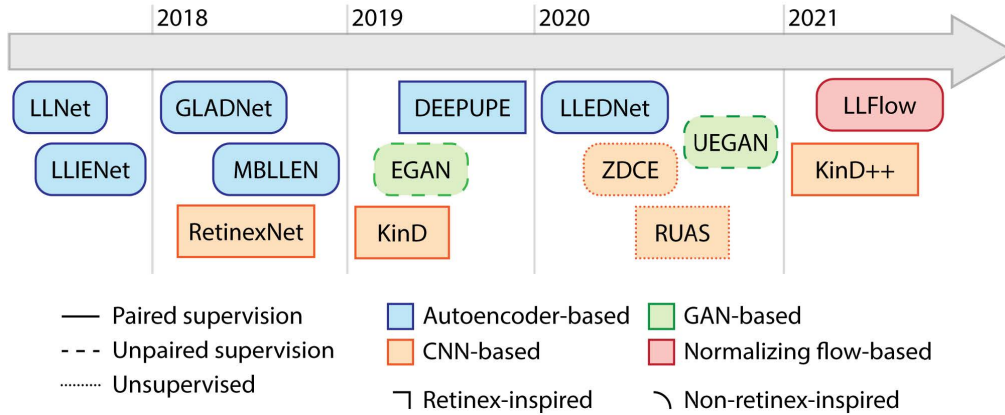 2018 2019 2020 2021
LLNet GLADNet DEEPUPE LLEDNet LLFlow
UEGAN
LLIENet MBLLEN EGAN ZDCE KinD++
RetinexNet KinD RUAS
Paired supervision Autoencoder-based GAN-based
Unpaired supervision CNN-based Normalizing flow-based
Unsupervised
Retinex-inspired Non-retinex-inspired